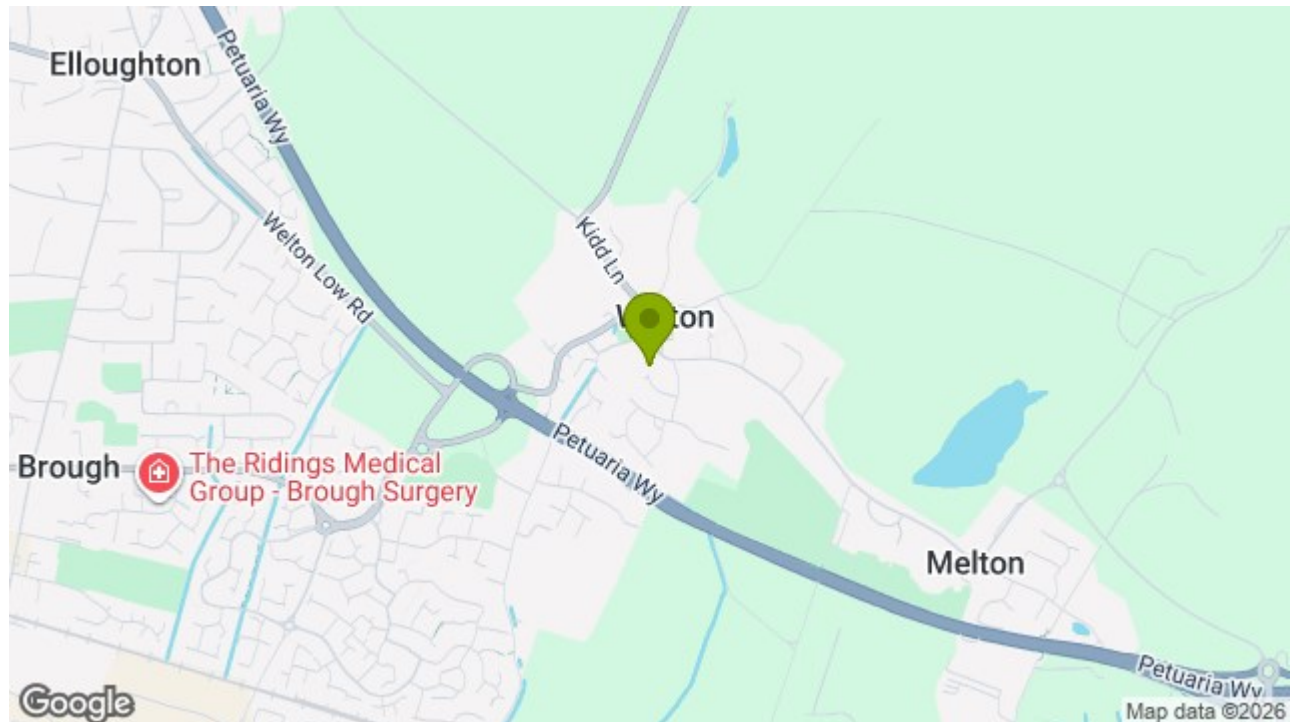 Elloughton
Petuaria Wy
Welton Low Rd
Kidd Ln
Brough
The Ridings Medical
Group - Brough Surgery
Petuaria Wy
Melton
Petuaria Wy
Google
Map data ©2026